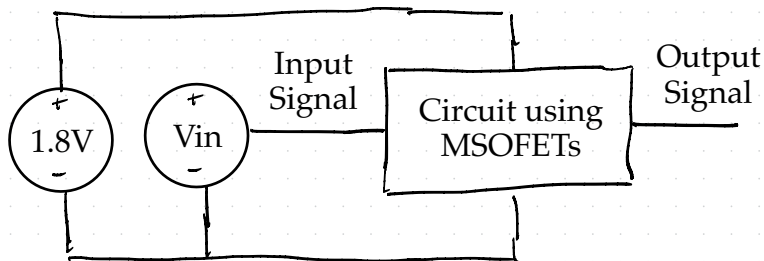 Input
Signal
Output
Signal
+
1.8V
-
+
Vin
-
Circuit using
MSOFETs